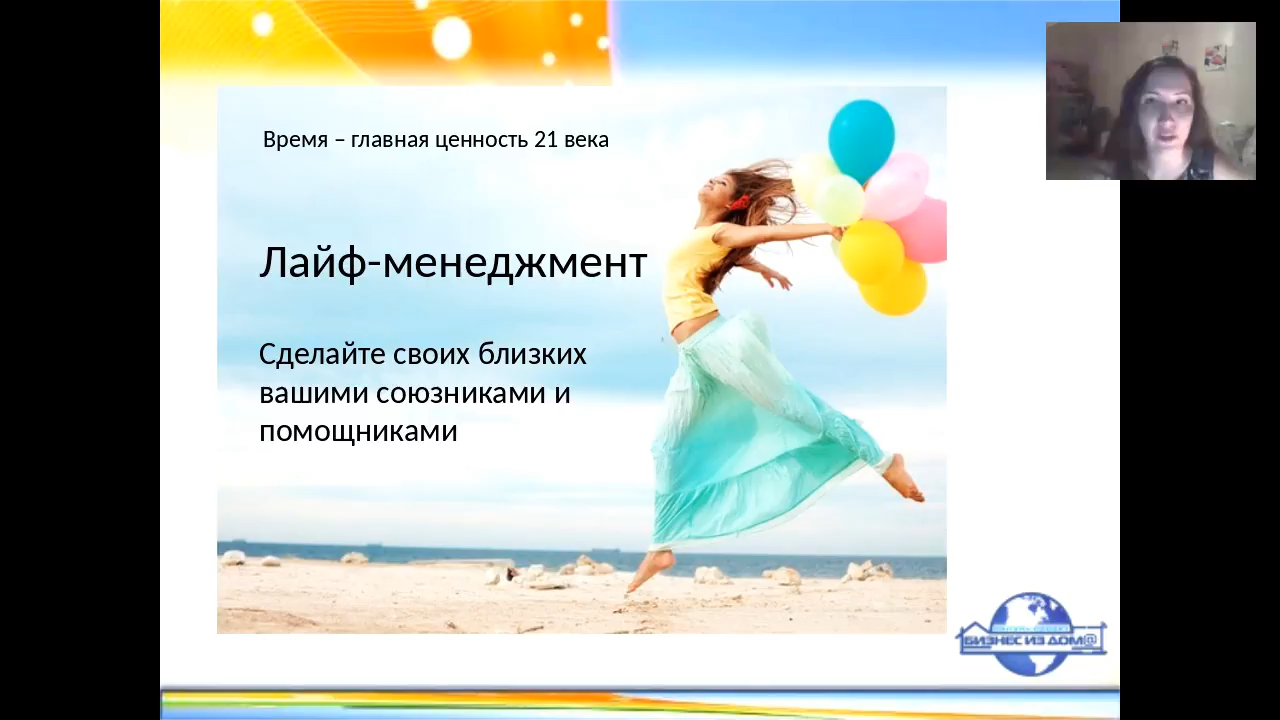 Время – главная ценность 21 века
Лайф-менеджмент
Сделайте своих близких
вашими союзниками и
помощниками
БИЗНЕС ИЗ ДОМ@